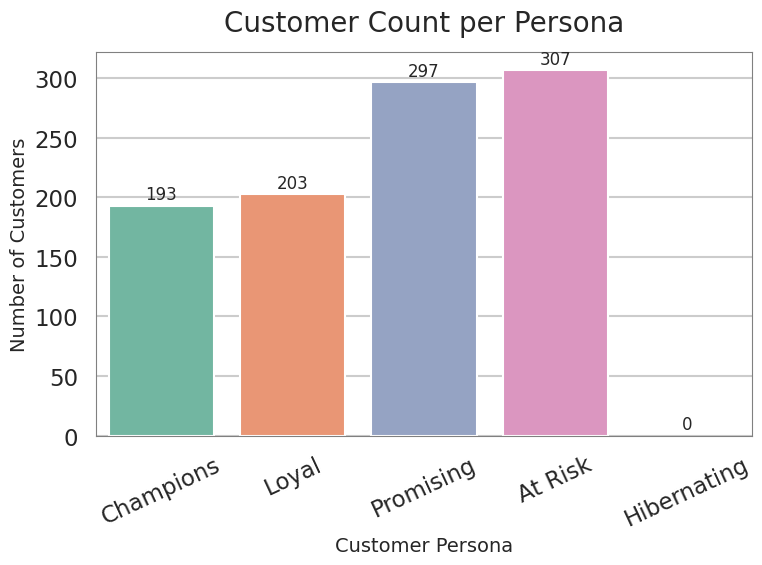 Customer Count per Persona
Number of Customers
300
250
200
150
100
50
0
193
203
297
307
0
Champions
Loyal
Promising
At Risk
Hibernating
Customer Persona